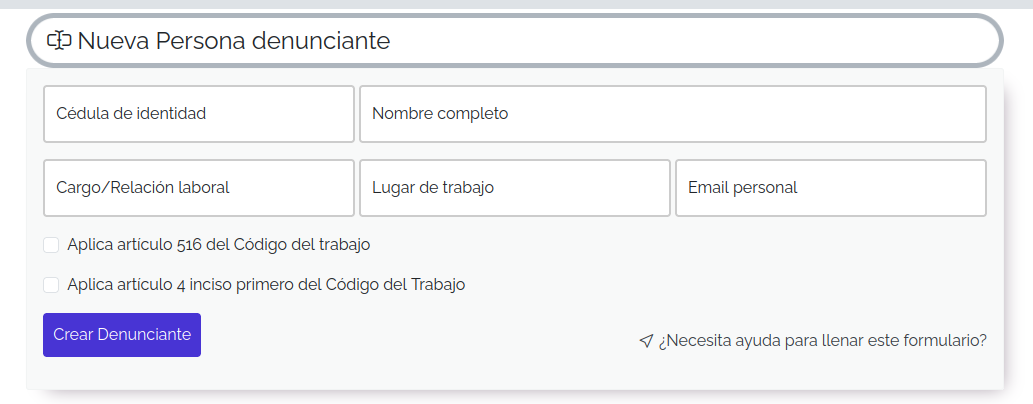 Nueva Persona denunciante
Cédula de identidad
Nombre completo
Cargo/Relación laboral
Lugar de trabajo
Email personal
Aplica artículo 516 del Código del trabajo
Aplica artículo 4 inciso primero del Código del Trabajo
Crear Denunciante
¿Necesita ayuda para llenar este formulario?